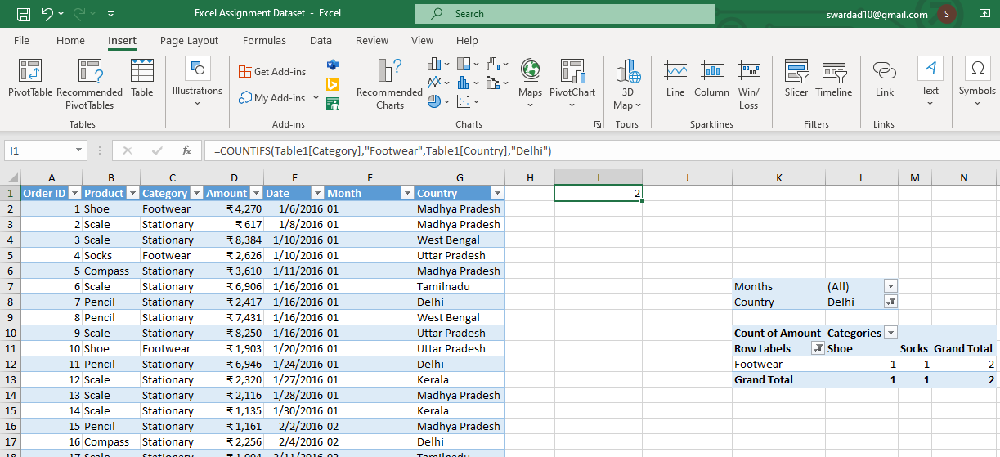 Excel Assignment Dataset - Excel
Search
swardad10@gmail.com
S
File Home Insert Page Layout Formulas Data Review View Help
PivotTable
Recommended PivotTables
Table
Tables
Illustrations
Get Add-ins
My Add-ins
Add-ins
Recommended Charts
Maps
PivotChart
Charts
3D Map
Tours
Line
Column
Win/ Loss
Sparklines
Slicer
Timeline
Filters
Link
Links
Text
Symbols
I1 fx =COUNTIFS(Table1[Category],"Footwear",Table1[Country],"Delhi")
A B C D E F G H I J K L M N
1 Order ID Product Category Amount Date Month Country 2
2 1 Shoe Footwear ₹ 4,270 1/6/2016 01 Madhya Pradesh
3 2 Scale Stationary ₹ 617 1/8/2016 01 Madhya Pradesh
4 3 Scale Stationary ₹ 8,384 1/10/2016 01 West Bengal
5 4 Socks Footwear ₹ 2,626 1/10/2016 01 Uttar Pradesh
6 5 Compass Stationary ₹ 3,610 1/11/2016 01 Madhya Pradesh
7 6 Scale Stationary ₹ 6,906 1/16/2016 01 Tamilnadu Months (All)
8 7 Pencil Stationary ₹ 2,417 1/16/2016 01 Delhi Country Delhi
9 8 Pencil Stationary ₹ 7,431 1/16/2016 01 West Bengal
10 9 Scale Stationary ₹ 8,250 1/16/2016 01 Uttar Pradesh Count of Amount Categories
11 10 Shoe Footwear ₹ 1,903 1/20/2016 01 Uttar Pradesh Row Labels Shoe Socks Grand Total
12 11 Pencil Stationary ₹ 6,946 1/24/2016 01 Delhi Footwear 1 1 2
13 12 Scale Stationary ₹ 2,320 1/27/2016 01 Kerala Grand Total 1 1 2
14 13 Scale Stationary ₹ 2,116 1/28/2016 01 Madhya Pradesh
15 14 Scale Stationary ₹ 1,135 1/30/2016 01 Kerala
16 15 Pencil Stationary ₹ 1,161 2/2/2016 02 Madhya Pradesh
17 16 Compass Stationary ₹ 2,256 2/4/2016 02 Delhi
18 17 Scale Stationary ₹ 1,004 2/11/2016 02 Tamilnadu